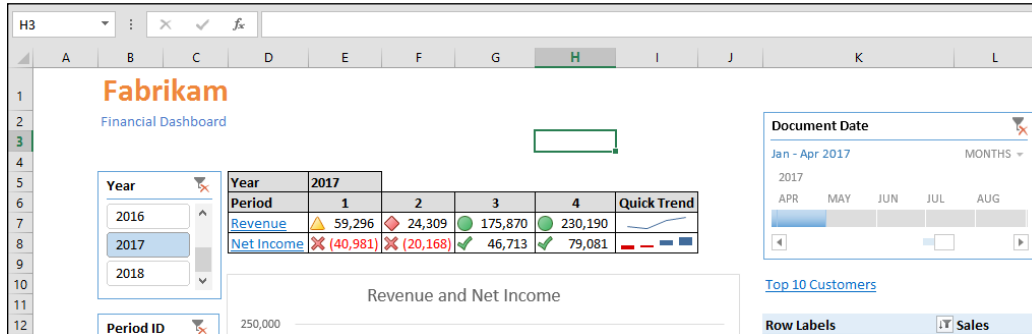 H3
fx
A B C D E F G H I J K L
1 Fabrikam
2 Financial Dashboard
Document Date
3
4 Jan - Apr 2017 MONTHS
5 Year Year 2017 2017
6 Period 1 2 3 4 Quick Trend APR MAY JUN JUL AUG
7 2016 Revenue 59,296 24,309 175,870 230,190
8 2017 Net Income (40,981) (20,168) 46,713 79,081
9
10 2018 Revenue and Net Income Top 10 Customers
11
12 Period ID 250,000 Row Labels Sales